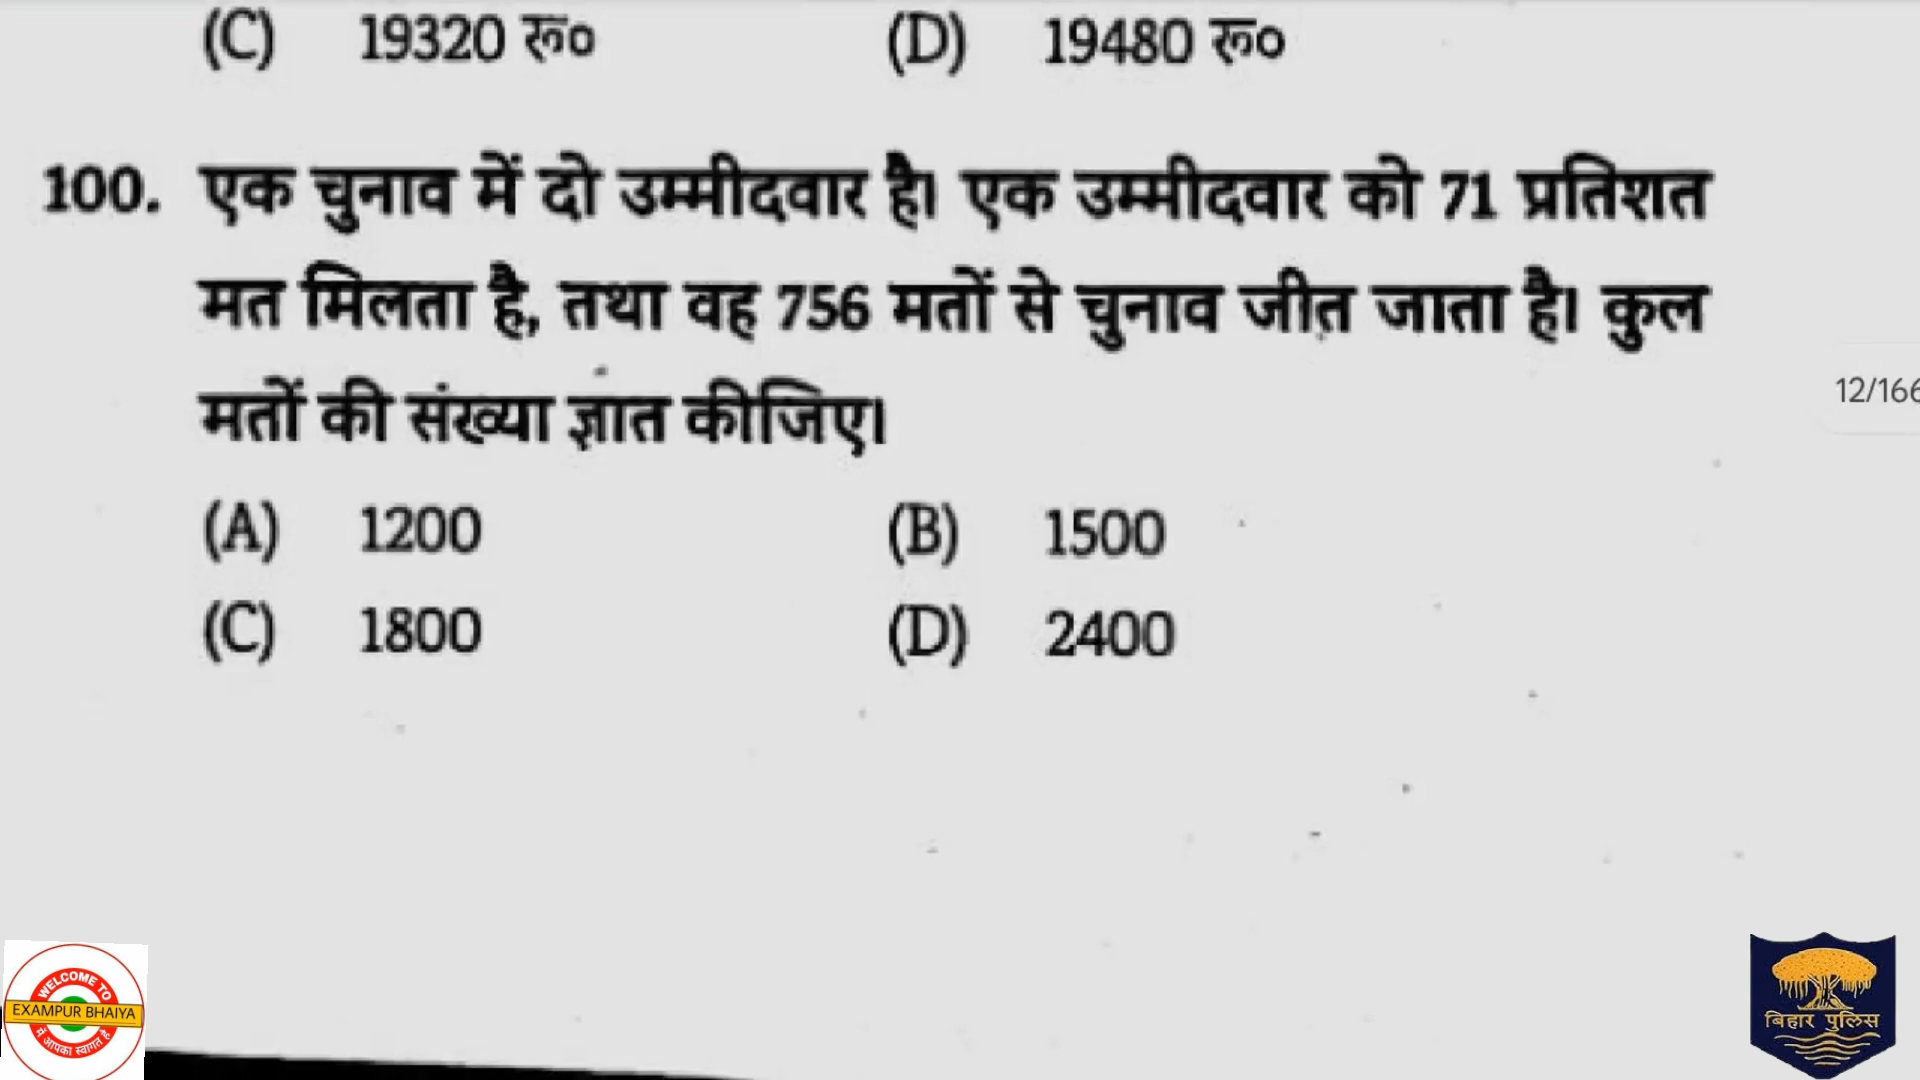 (C) 19320 रू० (D) 19480 रू०
100. एक चुनाव में दो उम्मीदवार है। एक उम्मीदवार को 71 प्रतिशत
मत मिलता है, तथा वह 756 मतों से चुनाव जीत जाता है। कुल
मतों की संख्या ज्ञात कीजिए।
(A) 1200 (B) 1500
(C) 1800 (D) 2400
12/166
WELCOME TO
EXAMPUR BHAIYA
में आपका स्वागत है
बिहार पुलिस